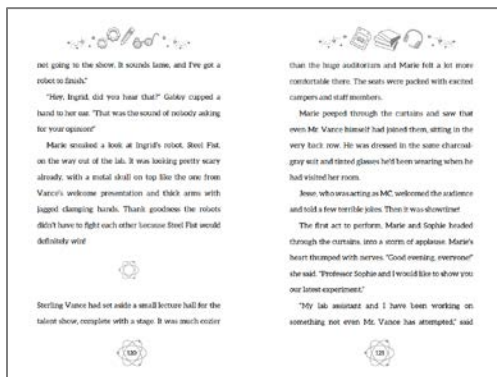 not going to the show. It sounds lame, and I've got a
robot to finish."
"Hey, Ingrid, did you hear that?" Gabby cupped a
hand to her ear. "That was the sound of nobody asking
for your opinion!"
Marie sneaked a look at Ingrid's robot, Steel Fist,
on the way out of the lab. It was looking pretty scary
already, with a metal skull on top like the one from
Vance's welcome presentation and thick arms with
jagged clamping hands. Thank goodness the robots
didn't have to fight each other because Steel Fist would
definitely win!
Sterling Vance had set aside a small lecture hall for the
talent show, complete with a stage. It was much cozier
120
than the huge auditorium and Marie felt a lot more
comfortable there. The seats were packed with excited
campers and staff members.
Marie peeped through the curtains and saw that
even Mr. Vance himself had joined them, sitting in the
very back row. He was dressed in the same charcoal-
gray suit and tinted glasses he'd been wearing when he
had visited her room.
Jesse, who was acting as MC, welcomed the audience
and told a few terrible jokes. Then it was showtime!
The first act to perform, Marie and Sophie headed
through the curtains, into a storm of applause. Marie's
heart thumped with nerves. "Good evening, everyone!"
she said. "Professor Sophie and I would like to show you
our latest experiment."
"My lab assistant and I have been working on
something not even Mr. Vance has attempted," said
121